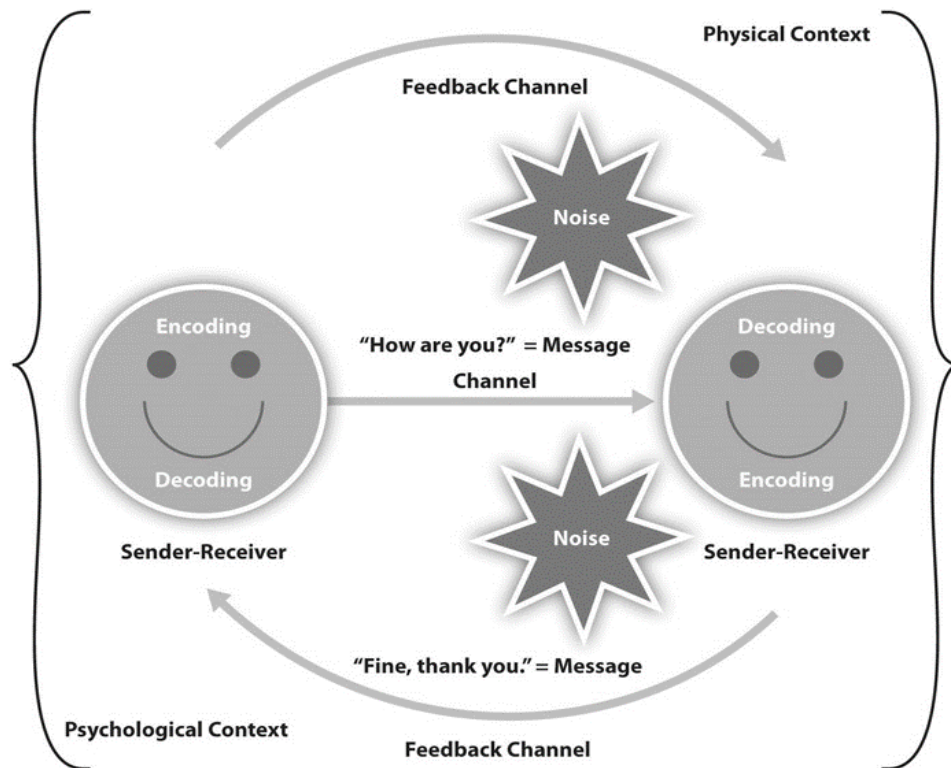 Physical Context
Feedback Channel
Noise
Encoding
Decoding
“How are you?” = Message
Channel
Decoding
Encoding
Noise
Sender-Receiver
Sender-Receiver
“Fine, thank you.” = Message
Psychological Context
Feedback Channel